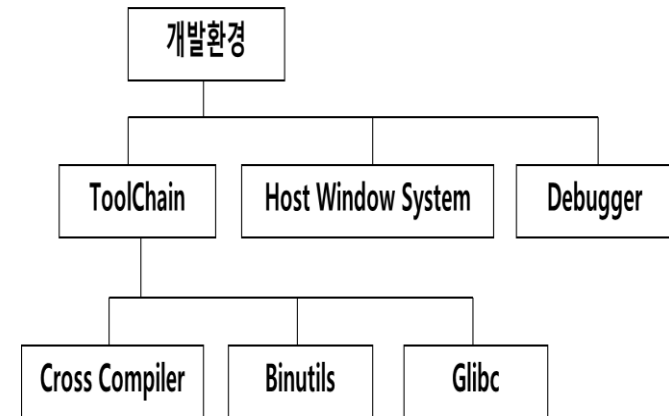 개발환경
ToolChain
Host Window System
Debugger
Cross Compiler
Binutils
Glibc